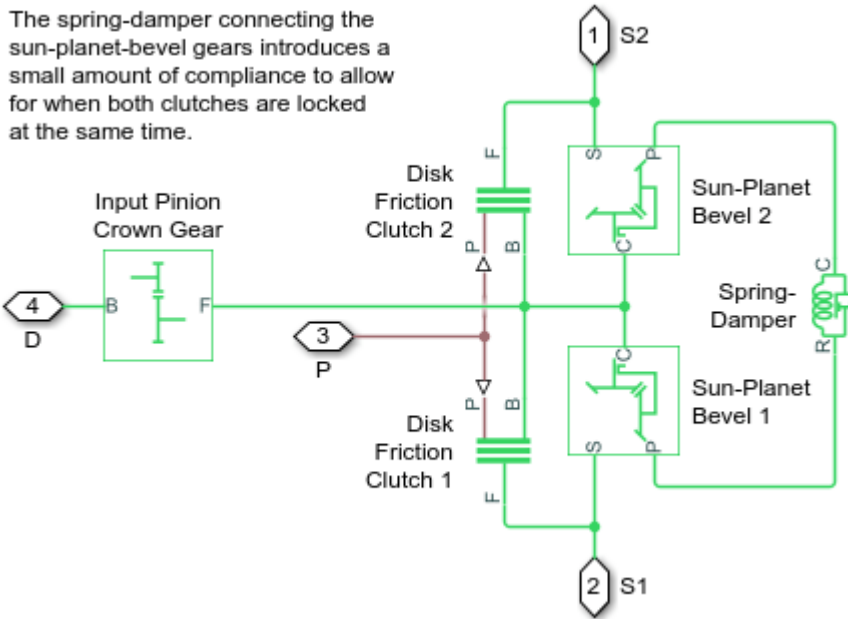 The spring-damper connecting the
sun-planet-bevel gears introduces a
small amount of compliance to allow
for when both clutches are locked
at the same time.
1
S2
F
S
P
Disk
Friction
Clutch 2
Sun-Planet
Bevel 2
Input Pinion
Crown Gear
P
B
C
C
Spring-
Damper
4
B
F
D
3
P
R
C
P
B
Sun-Planet
Bevel 1
Disk
Friction
Clutch 1
S
P
F
2
S1